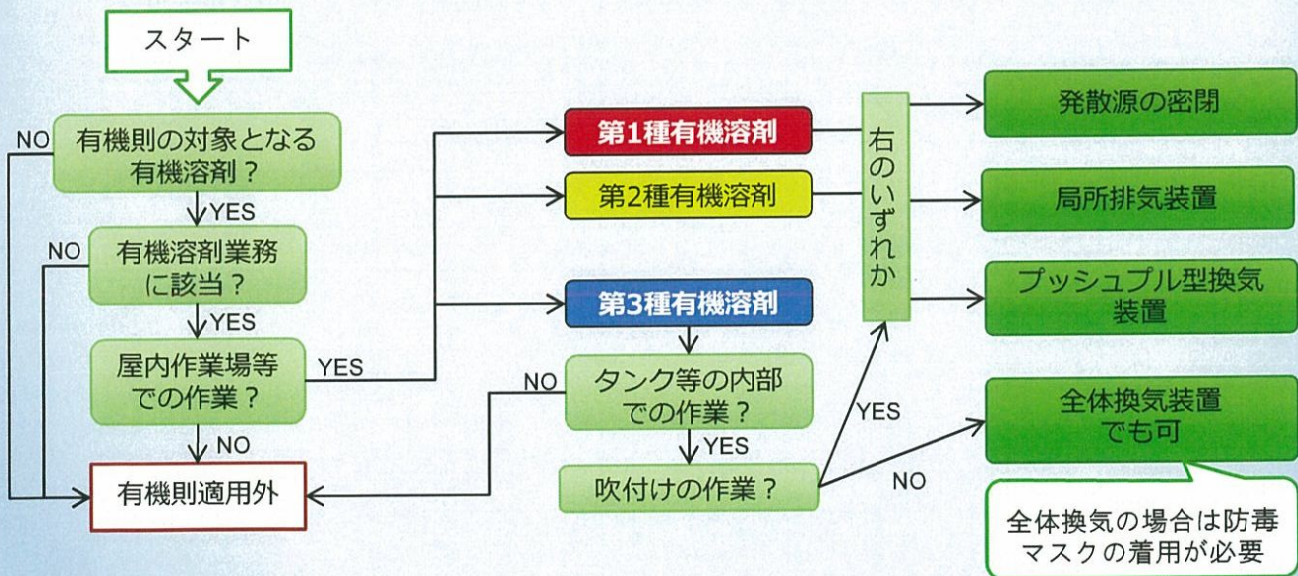 スタート
有機則の対象となる
有機溶剤？
NO
YES
有機溶剤業務
に該当？
NO
YES
屋内作業場等
での作業？
YES
NO
有機則適用外
第1種有機溶剤
第2種有機溶剤
第3種有機溶剤
タンク等の内部
での作業？
NO
YES
吹付けの作業？
YES
NO
右のいずれか
発散源の密閉
局所排気装置
プッシュプル型換気
装置
全体換気装置
でも可
全体換気の場合は防毒
マスクの着用が必要